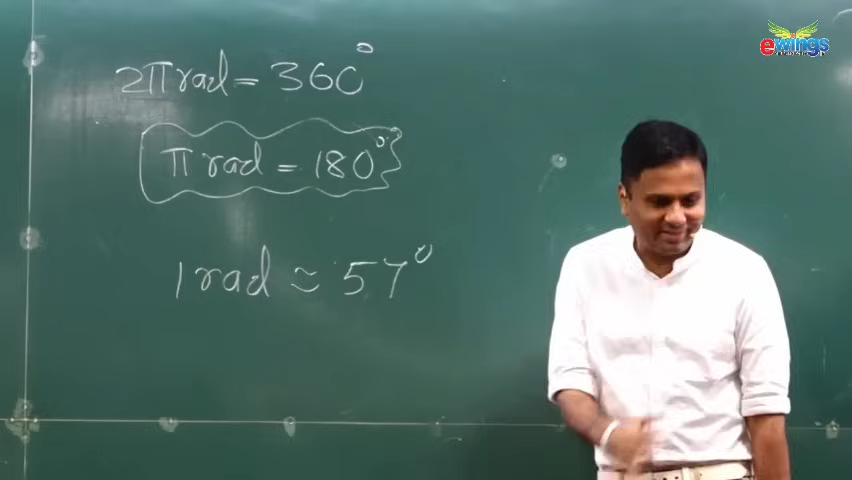 2π rad = 360°
π rad = 180°
1 rad ≈ 57°
ewings